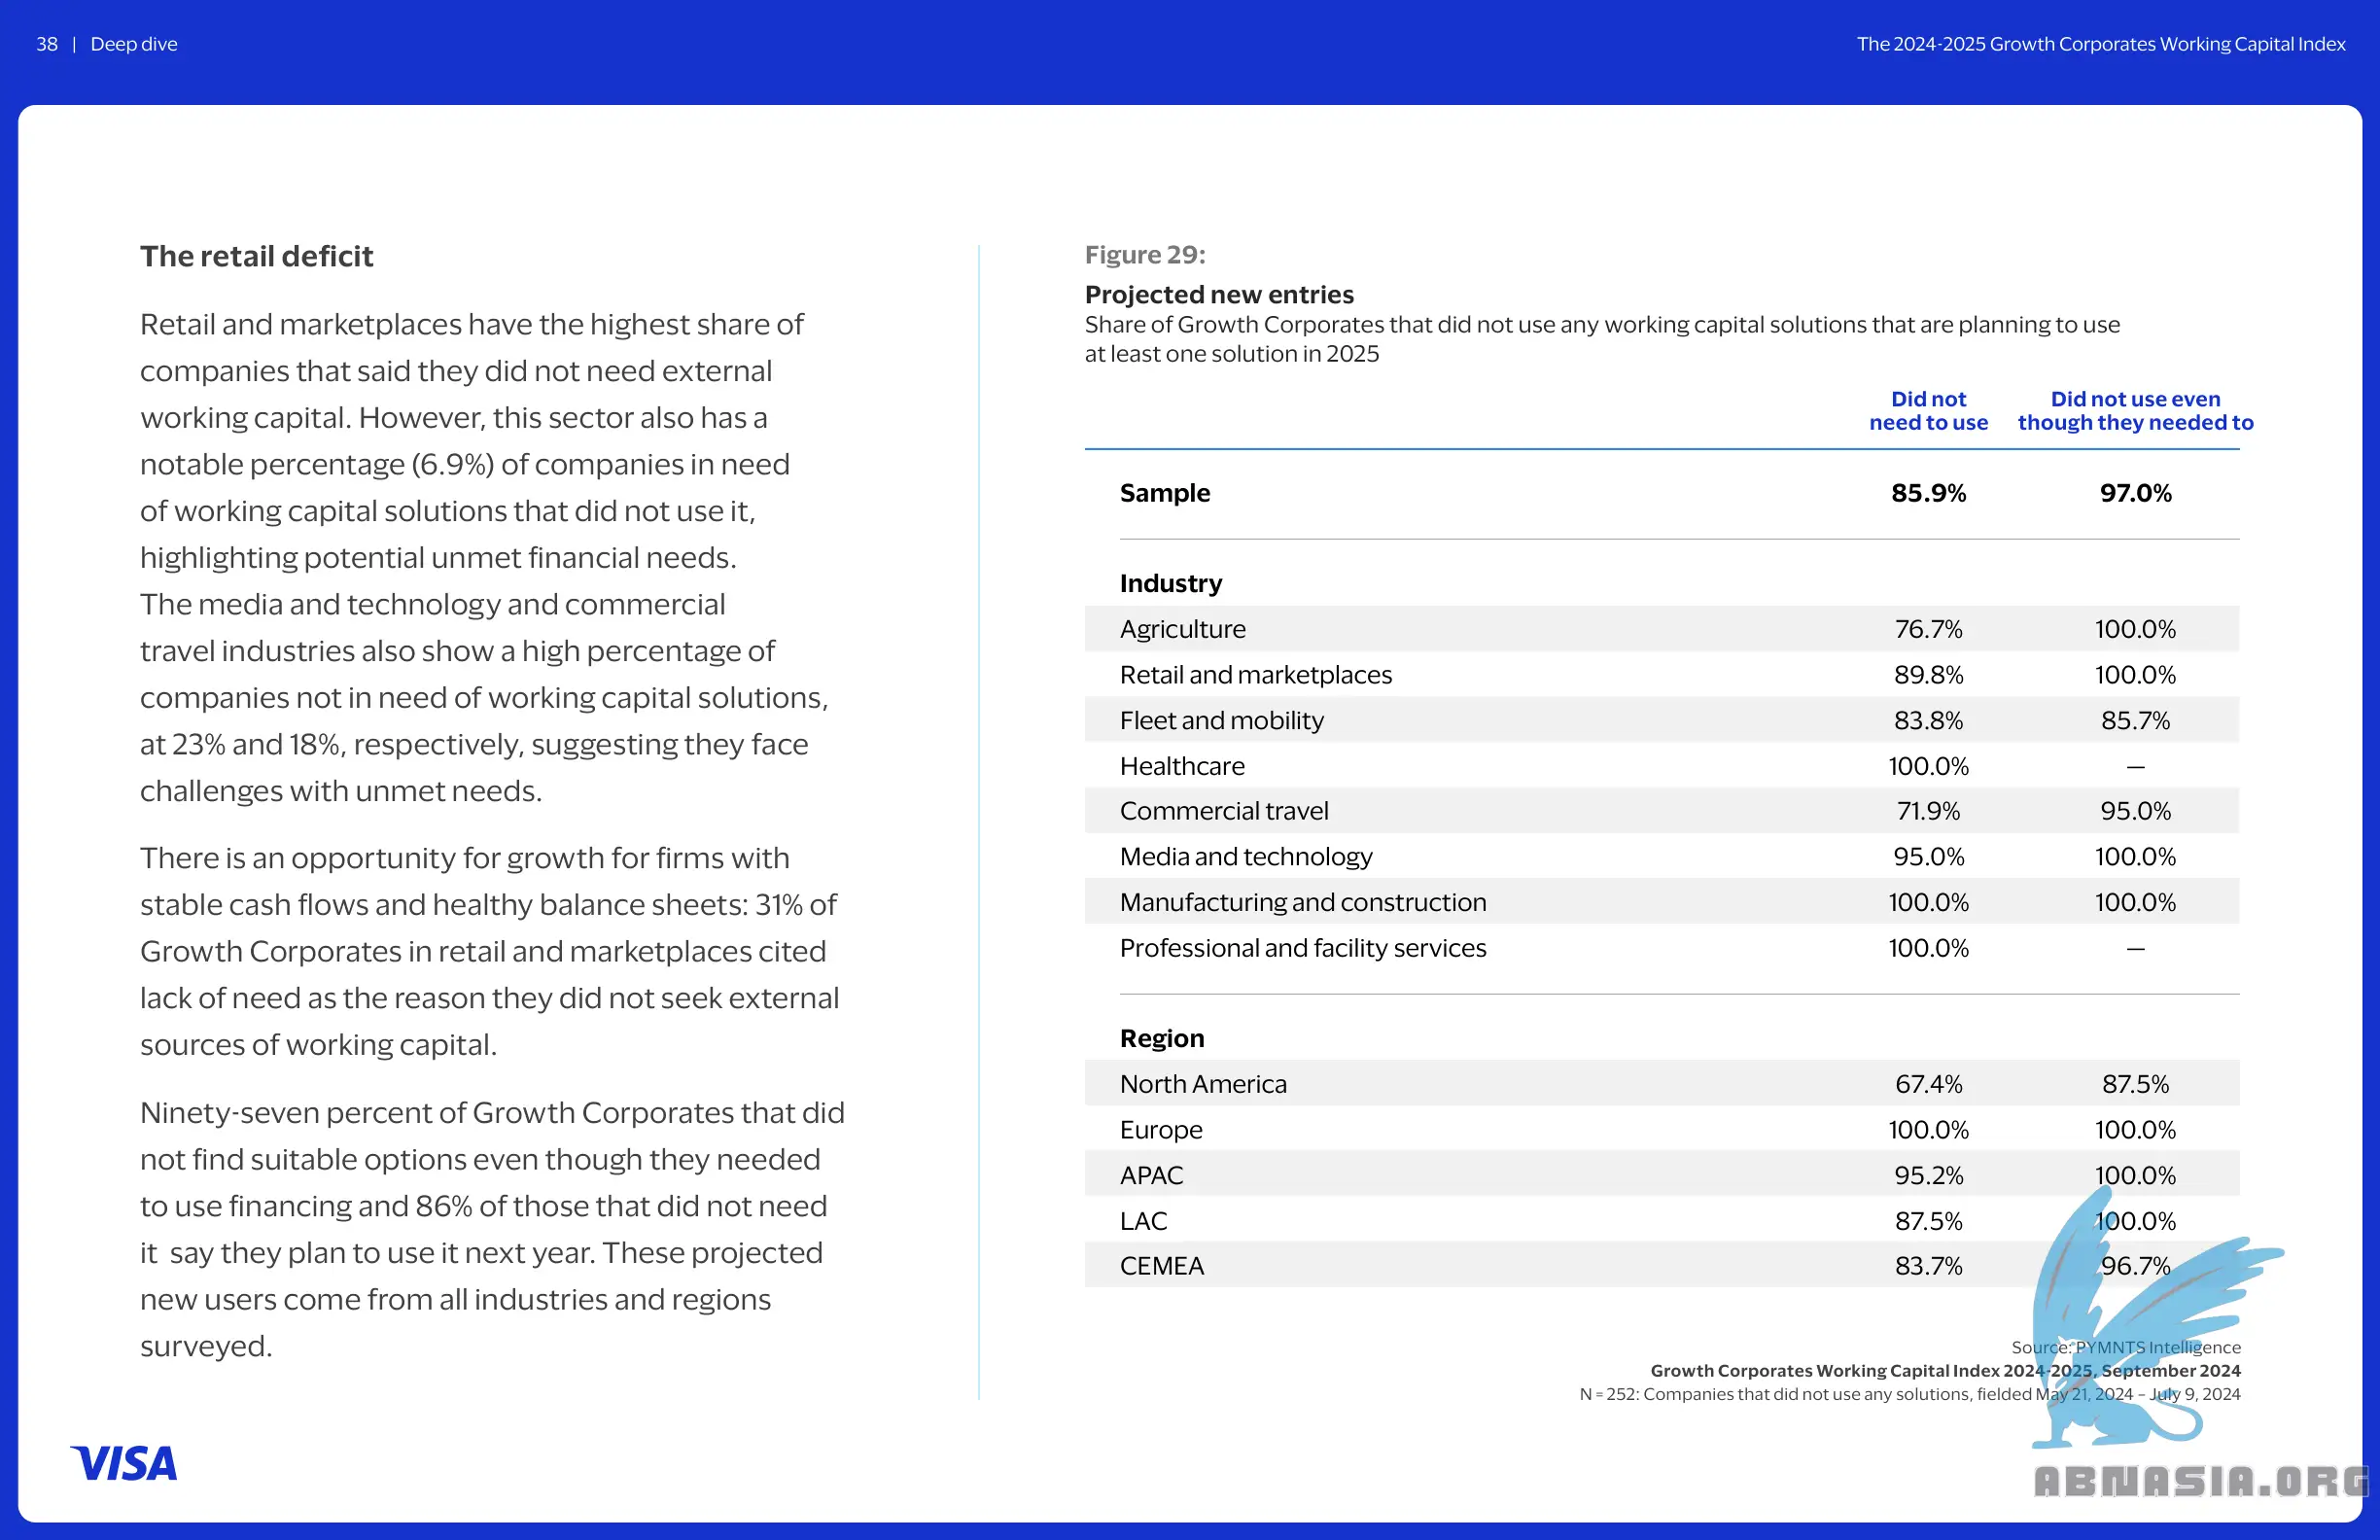 38 | Deep dive
The 2024-2025 Growth Corporates Working Capital Index
The retail deficit
Retail and marketplaces have the highest share of
companies that said they did not need external
working capital. However, this sector also has a
notable percentage (6.9%) of companies in need
of working capital solutions that did not use it,
highlighting potential unmet financial needs.
The media and technology and commercial
travel industries also show a high percentage of
companies not in need of working capital solutions,
at 23% and 18%, respectively, suggesting they face
challenges with unmet needs.
There is an opportunity for growth for firms with
stable cash flows and healthy balance sheets: 31% of
Growth Corporates in retail and marketplaces cited
lack of need as the reason they did not seek external
sources of working capital.
Ninety-seven percent of Growth Corporates that did
not find suitable options even though they needed
to use financing and 86% of those that did not need
it  say they plan to use it next year. These projected
new users come from all industries and regions
surveyed.
Figure 29:
Projected new entries
Share of Growth Corporates that did not use any working capital solutions that are planning to use
at least one solution in 2025
Did not need to use
Did not use even though they needed to
Sample 85.9% 97.0%
Industry
Agriculture 76.7% 100.0%
Retail and marketplaces 89.8% 100.0%
Fleet and mobility 83.8% 85.7%
Healthcare 100.0% —
Commercial travel 71.9% 95.0%
Media and technology 95.0% 100.0%
Manufacturing and construction 100.0% 100.0%
Professional and facility services 100.0% —
Region
North America 67.4% 87.5%
Europe 100.0% 100.0%
APAC 95.2% 100.0%
LAC 87.5% 100.0%
CEMEA 83.7% 96.7%
Source: PYMNTS Intelligence
Growth Corporates Working Capital Index 2024-2025, September 2024
N = 252: Companies that did not use any solutions, fielded May 21, 2024 – July 9, 2024
VISA
ABNASIA.ORG